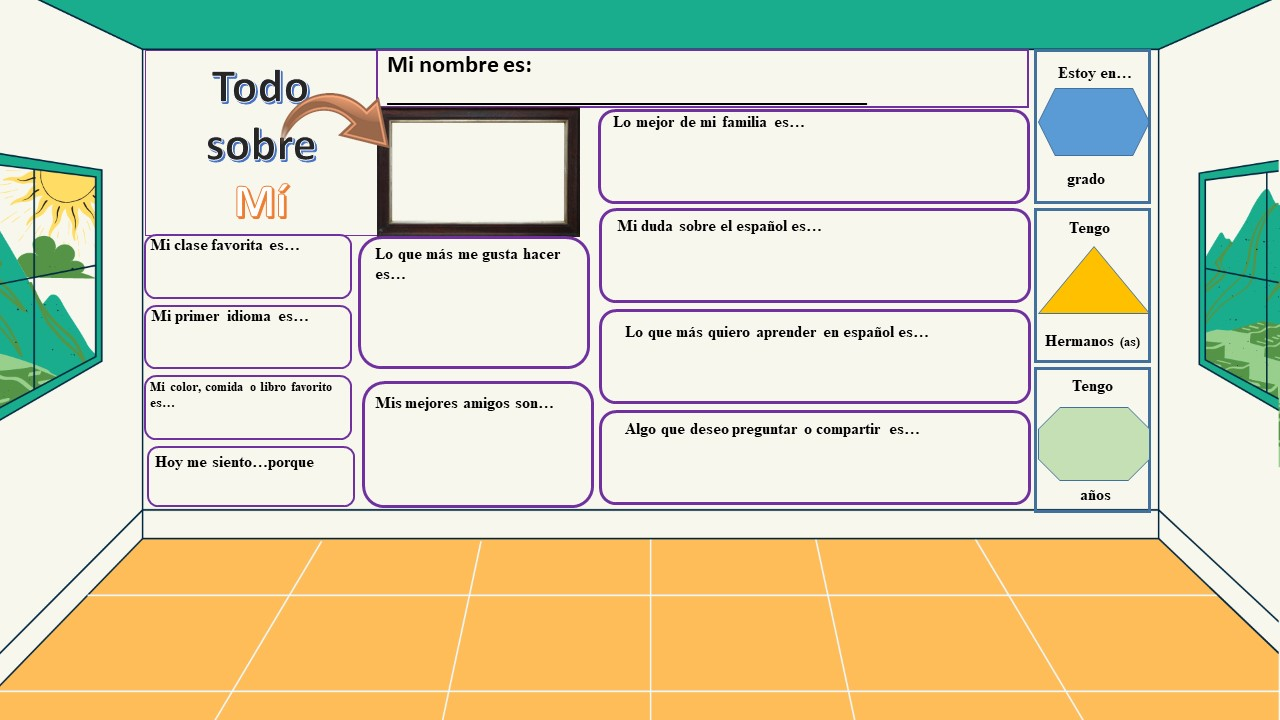 Todo
sobre
Mí
Mi nombre es:
Mi clase favorita es…
Mi primer idioma es…
Mi color, comida o libro favorito
es…
Hoy me siento…porque
Lo que más me gusta hacer
es…
Mis mejores amigos son…
Lo mejor de mi familia es…
Mi duda sobre el español es…
Lo que más quiero aprender en español es…
Algo que deseo preguntar o compartir es…
Estoy en…
grado
Tengo
Hermanos (as)
Tengo
años